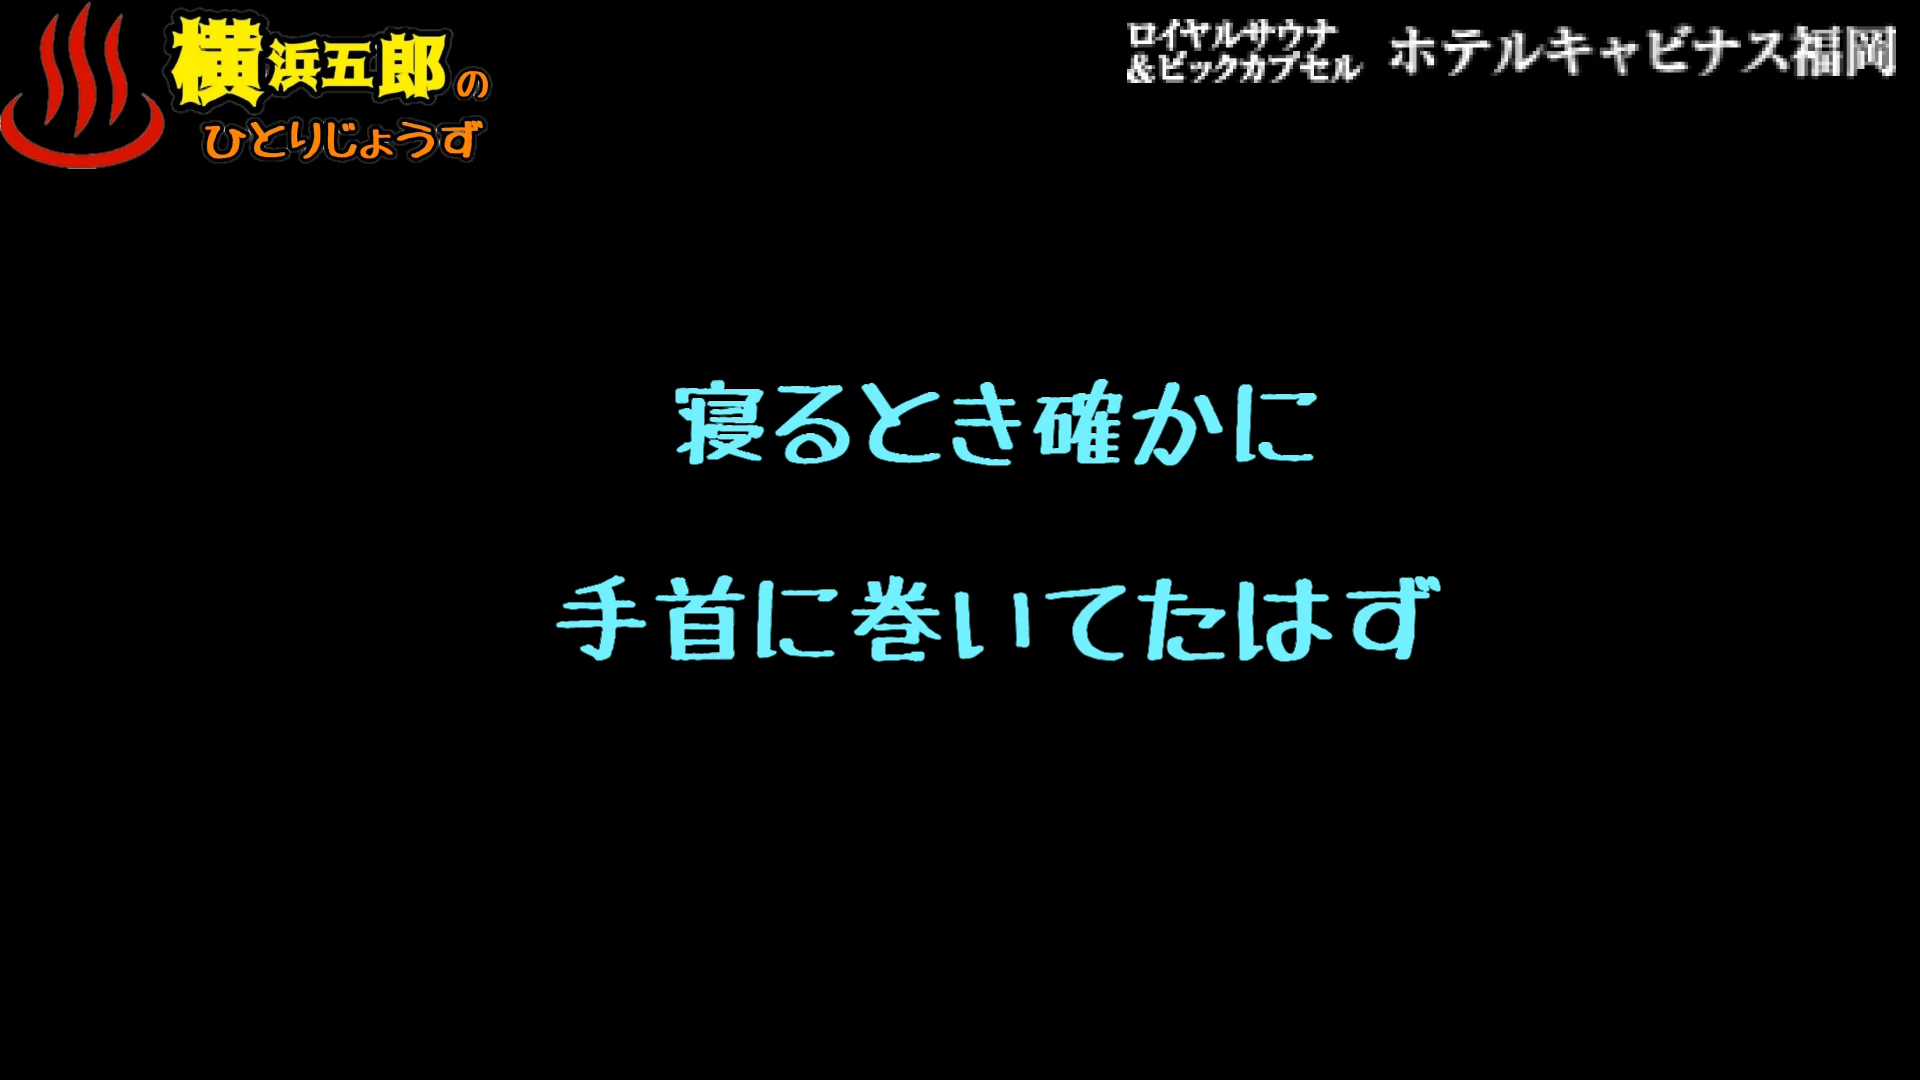 横浜五郎の
ひとりじょうず
ロイヤルサウナ
&ビックカプセル
ホテルキャビナス福岡
寝るとき確かに
手首に巻いてたはず